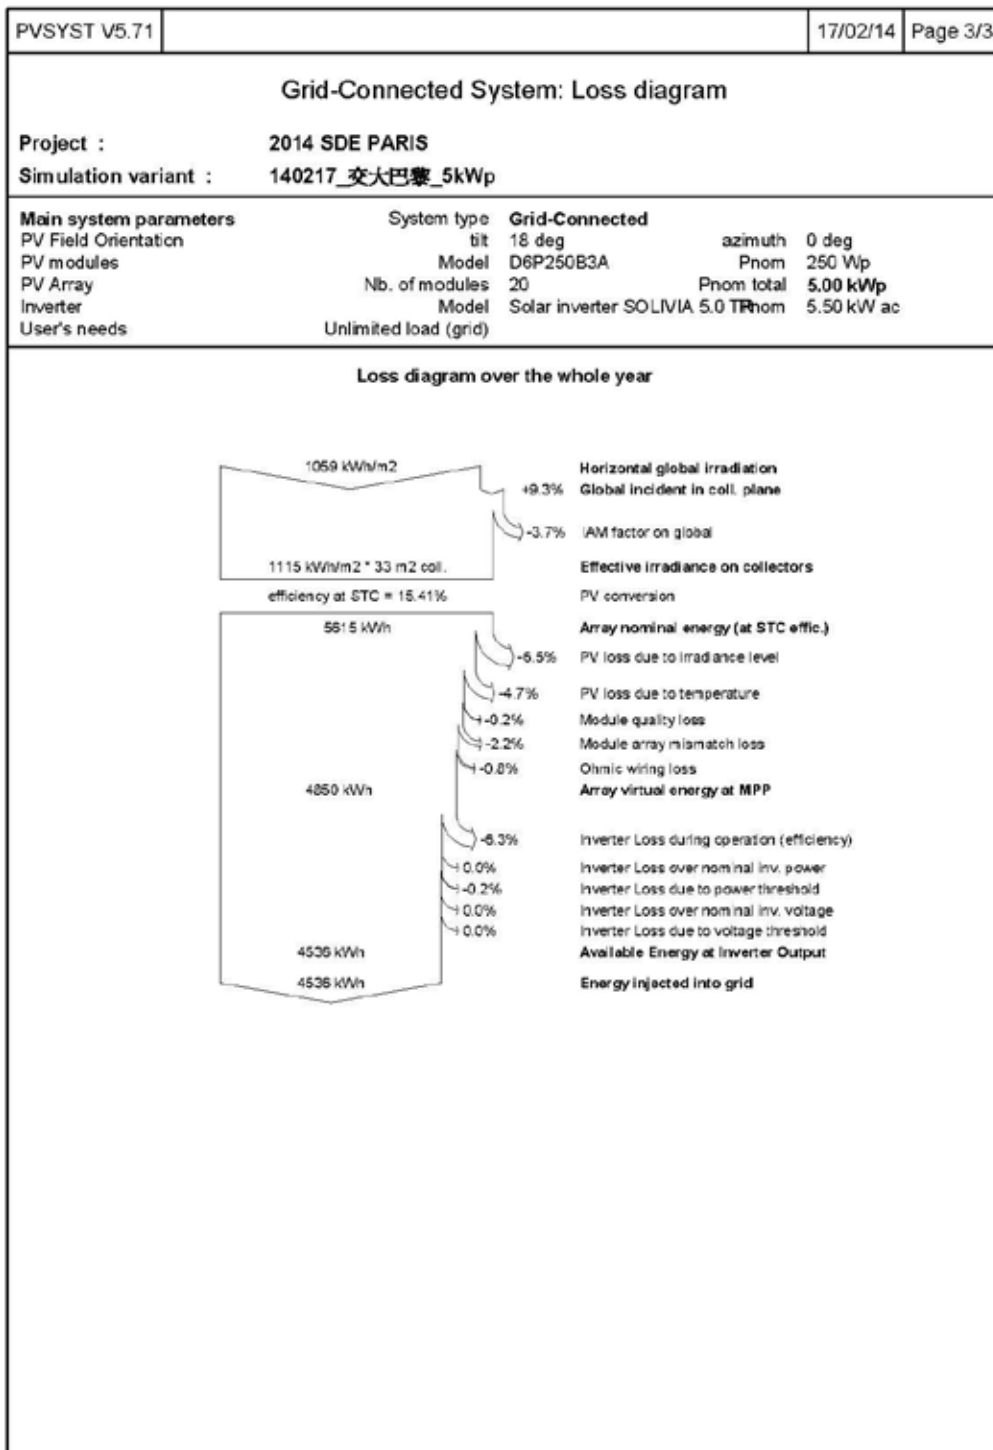 PVSYST V5.71 17/02/14 Page 3/3
Grid-Connected System: Loss diagram
Project : 2014 SDE PARIS
Simulation variant : 140217_交大巴黎_5kWp
Main system parameters System type Grid-Connected
PV Field Orientation tilt 18 deg azimuth 0 deg
PV modules Model D6P250B3A Pnom 250 Wp
PV Array Nb. of modules 20 Pnom total 5.00 kWp
Inverter Model Solar inverter SOLIVIA 5.0 TR Pnom 5.50 kW ac
User's needs Unlimited load (grid)
Loss diagram over the whole year
1059 kWh/m2 Horizontal global irradiation
+9.3% Global incident in coll. plane
-3.7% IAM factor on global
1115 kWh/m2 * 33 m2 coll. Effective irradiance on collectors
efficiency at STC = 15.41% PV conversion
5615 kWh Array nominal energy (at STC effic.)
-6.5% PV loss due to irradiance level
-4.7% PV loss due to temperature
-0.2% Module quality loss
-2.2% Module array mismatch loss
-0.8% Ohmic wiring loss
4850 kWh Array virtual energy at MPP
-6.3% Inverter Loss during operation (efficiency)
0.0% Inverter Loss over nominal inv. power
-0.2% Inverter Loss due to power threshold
0.0% Inverter Loss over nominal inv. voltage
0.0% Inverter Loss due to voltage threshold
4536 kWh Available Energy at Inverter Output
4536 kWh Energy injected into grid